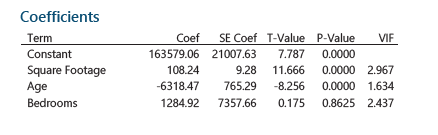 Coefficients
Term Coef SE Coef T-Value P-Value VIF
Constant 163579.06 21007.63 7.787 0.0000
Square Footage 108.24 9.28 11.666 0.0000 2.967
Age -6318.47 765.29 -8.256 0.0000 1.634
Bedrooms 1284.92 7357.66 0.175 0.8625 2.437